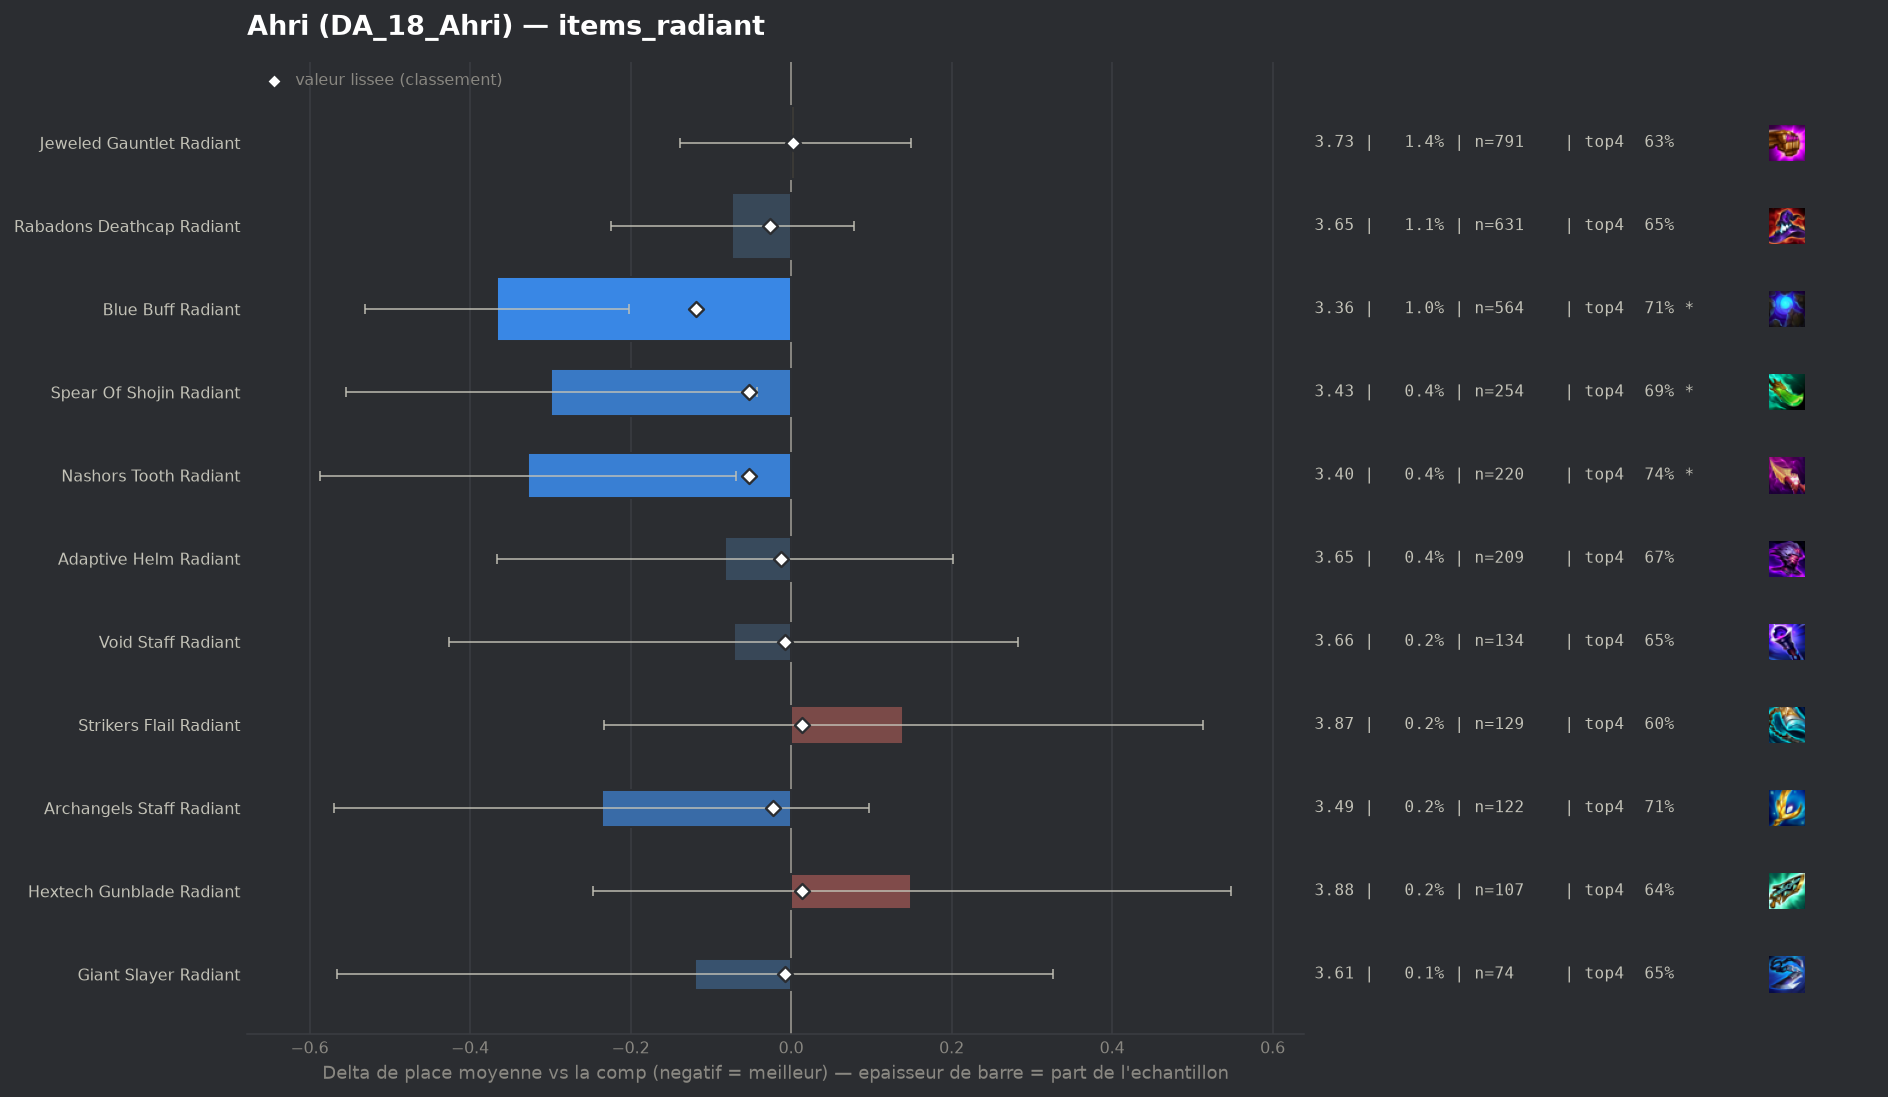 Ahri (DA_18_Ahri) — items_radiant
valeur lissee (classement)
Jeweled Gauntlet Radiant 3.73 | 1.4% | n=791 | top4 63%
Rabadons Deathcap Radiant 3.65 | 1.1% | n=631 | top4 65%
Blue Buff Radiant 3.36 | 1.0% | n=564 | top4 71% *
Spear Of Shojin Radiant 3.43 | 0.4% | n=254 | top4 69% *
Nashors Tooth Radiant 3.40 | 0.4% | n=220 | top4 74% *
Adaptive Helm Radiant 3.65 | 0.4% | n=209 | top4 67%
Void Staff Radiant 3.66 | 0.2% | n=134 | top4 65%
Strikers Flail Radiant 3.87 | 0.2% | n=129 | top4 60%
Archangels Staff Radiant 3.49 | 0.2% | n=122 | top4 71%
Hextech Gunblade Radiant 3.88 | 0.2% | n=107 | top4 64%
Giant Slayer Radiant 3.61 | 0.1% | n=74 | top4 65%
−0.6 −0.4 −0.2 0.0 0.2 0.4 0.6
Delta de place moyenne vs la comp (negatif = meilleur) — epaisseur de barre = part de l'echantillon